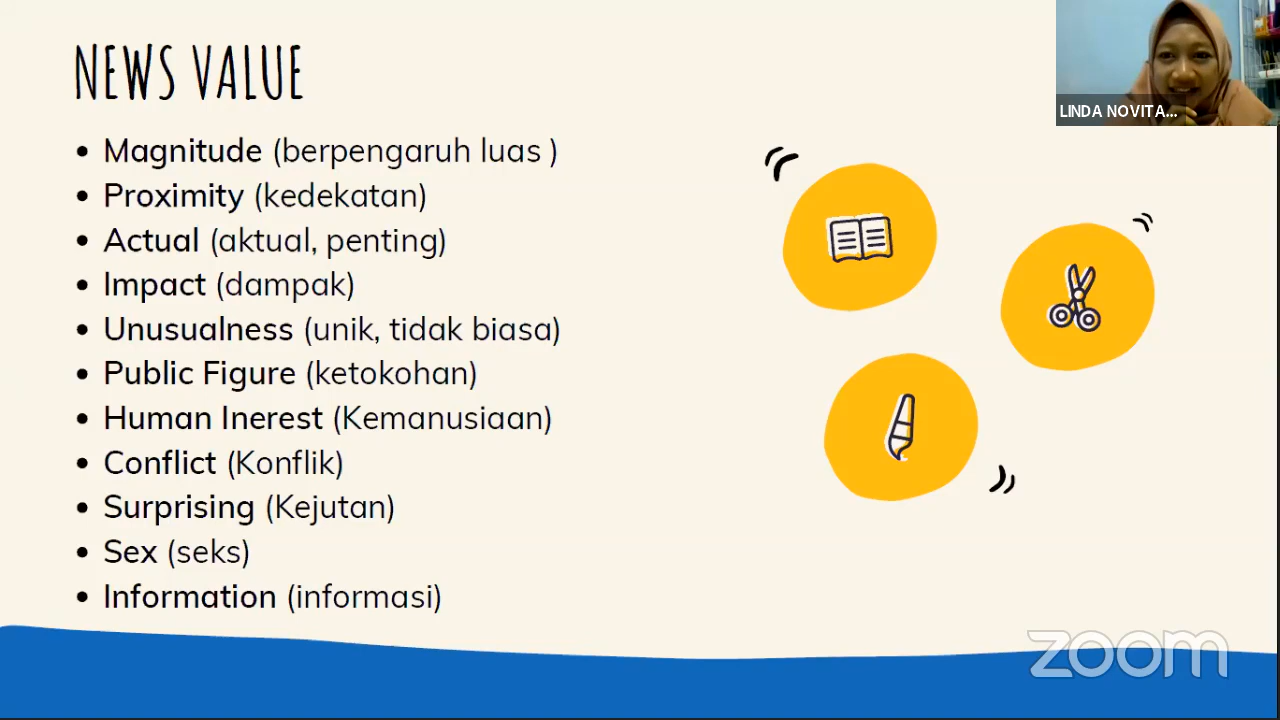 NEWS VALUE
LINDA NOVITA...
• Magnitude (berpengaruh luas )
• Proximity (kedekatan)
• Actual (aktual, penting)
• Impact (dampak)
• Unusualness (unik, tidak biasa)
• Public Figure (ketokohan)
• Human Inerest (Kemanusiaan)
• Conflict (Konflik)
• Surprising (Kejutan)
• Sex (seks)
• Information (informasi)
zoom